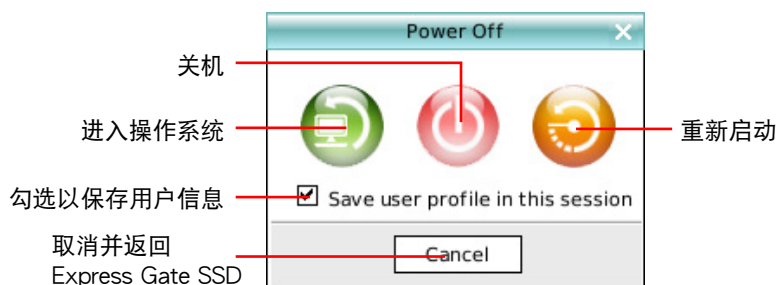 Power Off
关机
进入操作系统
重新启动
勾选以保存用户信息
Save user profile in this session
取消并返回
Express Gate SSD
Cancel